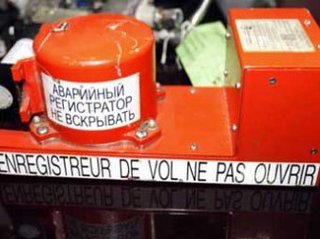 АВАРИЙНЫЙ
РЕГИСТРАТОР
НЕ ВСКРЫВАТЬ
ENREGISTREUR DE VOL NE PAS OUVRIR